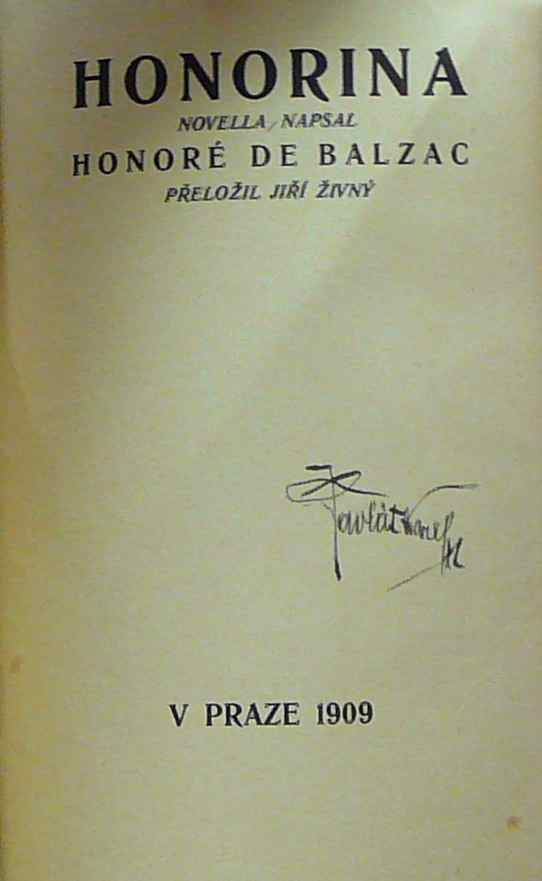 HONORINA
NOVELLA, NAPSAL
HONORÉ DE BALZAC
PŘELOŽIL JIŘÍ ŽIVNÝ
V PRAZE 1909